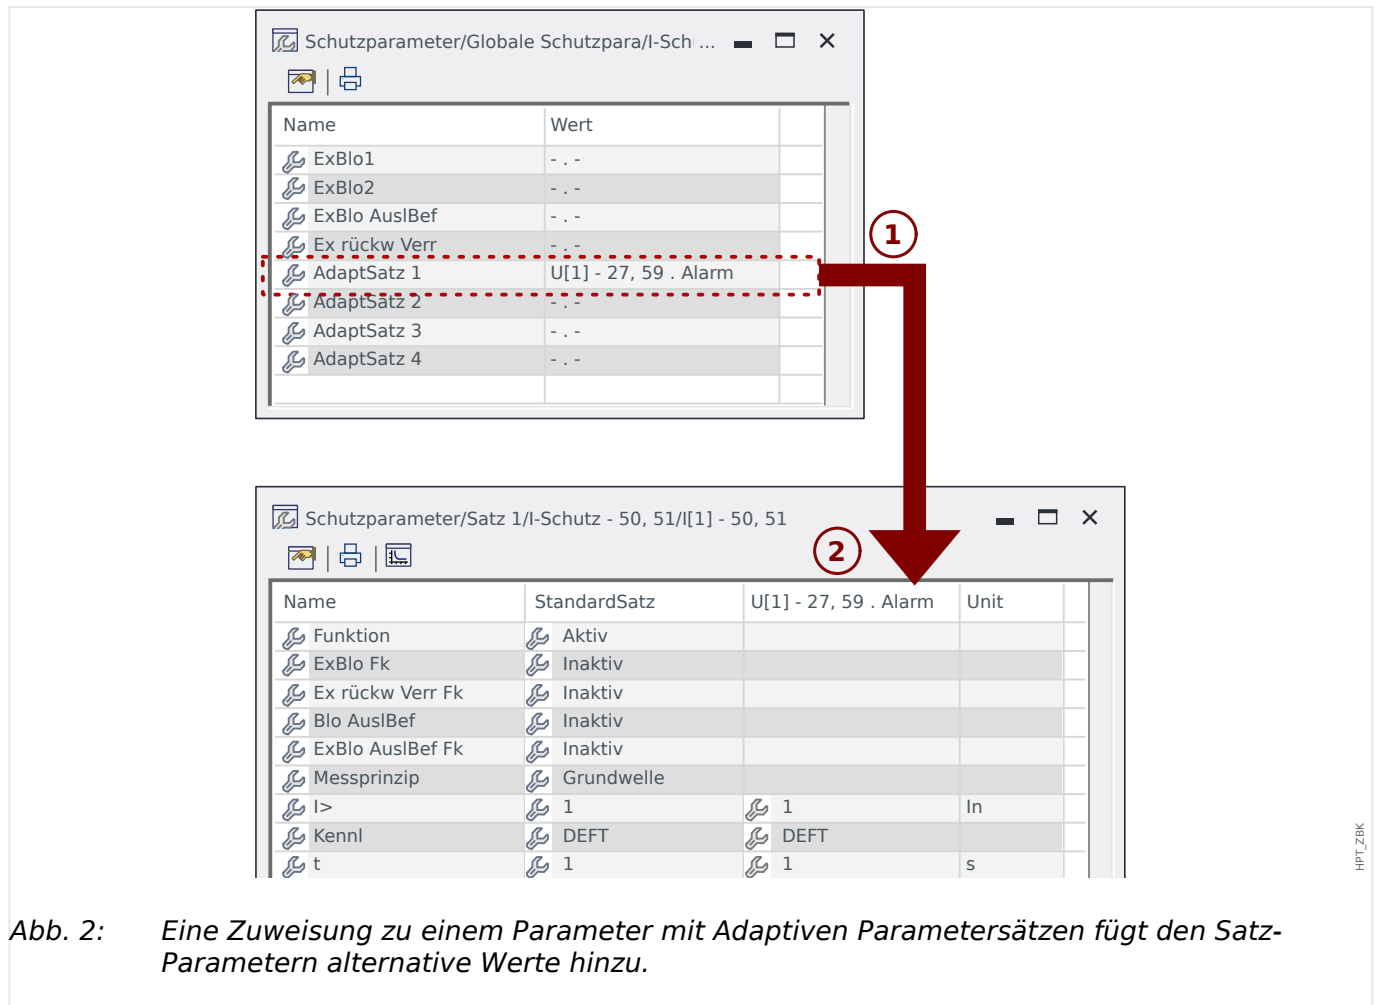 Schutzparameter/Globale Schutzpara/I-Sch ...
Name Wert
ExBlo1 - . -
ExBlo2 - . -
ExBlo AuslBef - . -
Ex rückw Verr - . -
AdaptSatz 1 U[1] - 27, 59 . Alarm
AdaptSatz 2 - . -
AdaptSatz 3 - . -
AdaptSatz 4 - . -
1
Schutzparameter/Satz 1/I-Schutz - 50, 51/I[1] - 50, 51
2
Name StandardSatz U[1] - 27, 59 . Alarm Unit
Funktion Aktiv
ExBlo Fk Inaktiv
Ex rückw Verr Fk Inaktiv
Blo AuslBef Inaktiv
ExBlo AuslBef Fk Inaktiv
Messprinzip Grundwelle
I> 1 1 In
Kennl DEFT DEFT
t 1 1 s
HPT_ZBK
Abb. 2: Eine Zuweisung zu einem Parameter mit Adaptiven Parametersätzen fügt den Satz-
Parametern alternative Werte hinzu.